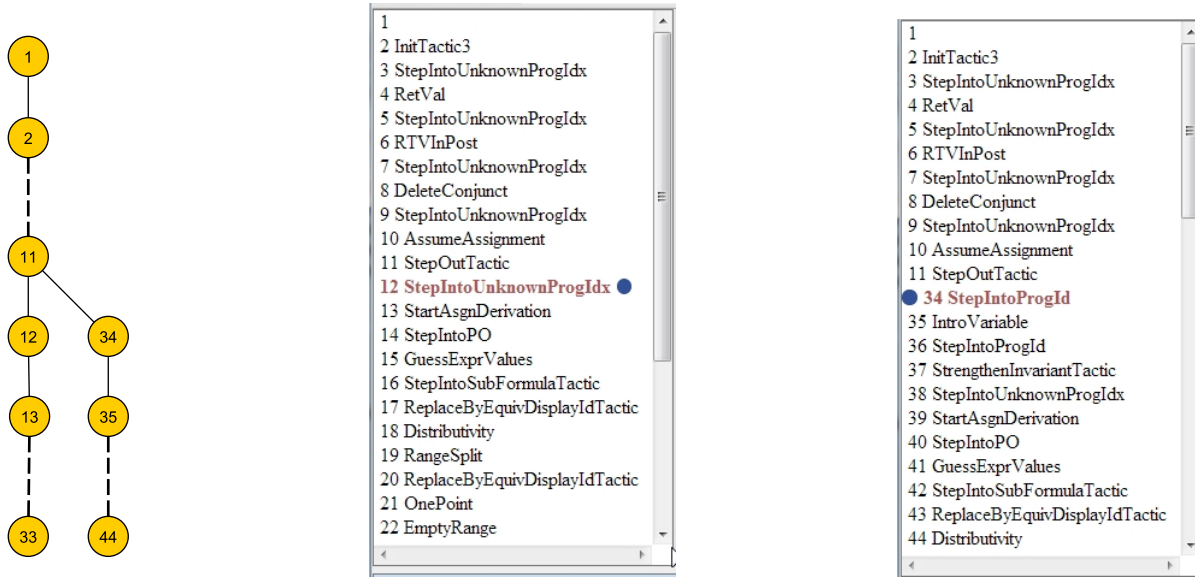 1
2
11
12
34
13
35
33
44
1
2 InitTactic3
3 StepIntoUnknownProgIdx
4 RetVal
5 StepIntoUnknownProgIdx
6 RTVInPost
7 StepIntoUnknownProgIdx
8 DeleteConjunct
9 StepIntoUnknownProgIdx
10 AssumeAssignment
11 StepOutTactic
12 StepIntoUnknownProgIdx
13 StartAsgnDerivation
14 StepIntoPO
15 GuessExprValues
16 StepIntoSubFormulaTactic
17 ReplaceByEquivDisplayIdTactic
18 Distributivity
19 RangeSplit
20 ReplaceByEquivDisplayIdTactic
21 OnePoint
22 EmptyRange
1
2 InitTactic3
3 StepIntoUnknownProgIdx
4 RetVal
5 StepIntoUnknownProgIdx
6 RTVInPost
7 StepIntoUnknownProgIdx
8 DeleteConjunct
9 StepIntoUnknownProgIdx
10 AssumeAssignment
11 StepOutTactic
34 StepIntoProgId
35 IntroVariable
36 StepIntoProgId
37 StrengthenInvariantTactic
38 StepIntoUnknownProgIdx
39 StartAsgnDerivation
40 StepIntoPO
41 GuessExprValues
42 StepIntoSubFormulaTactic
43 ReplaceByEquivDisplayIdTactic
44 Distributivity